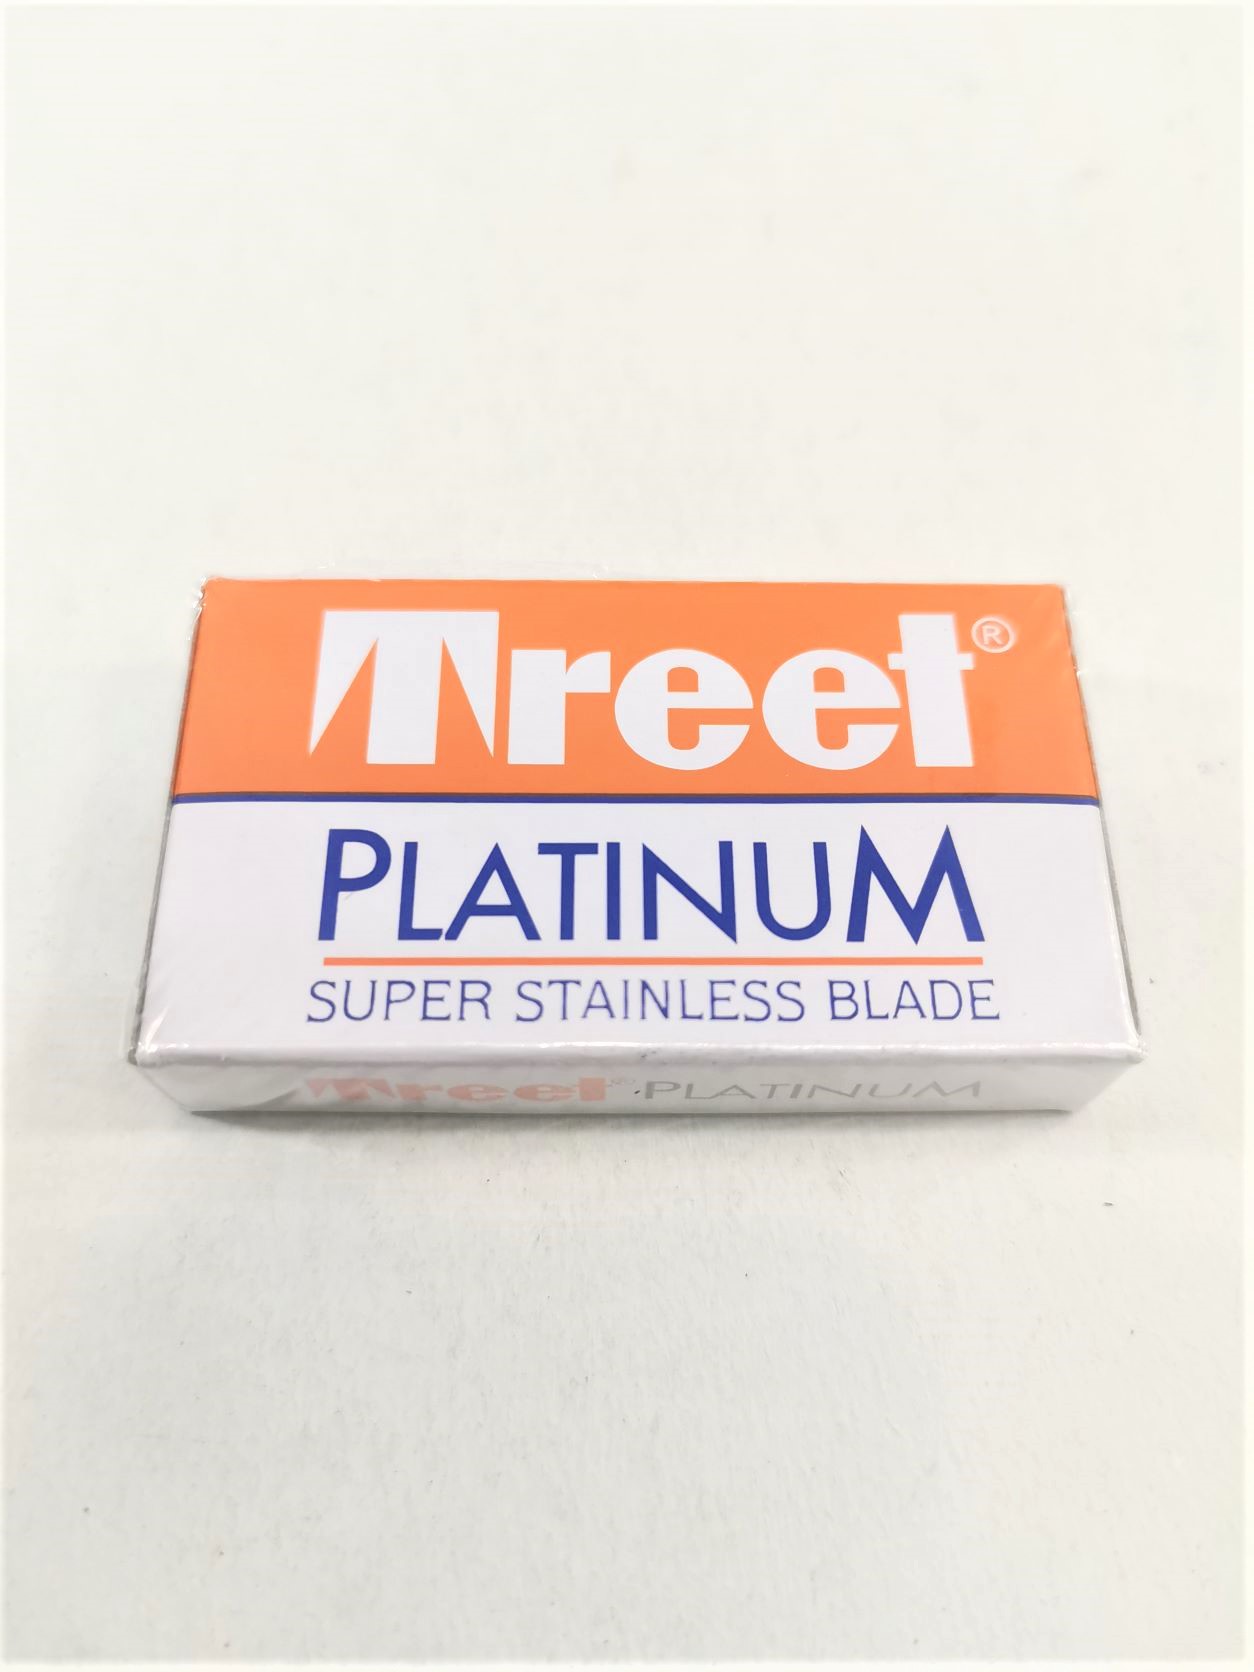 Treet®
PLATINUM
SUPER STAINLESS BLADE
Treet® PLATINUM